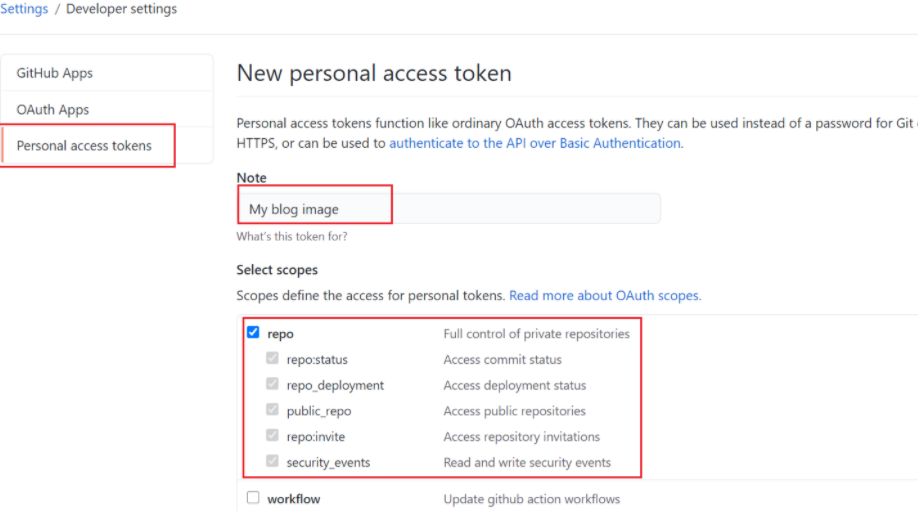 Settings / Developer settings
GitHub Apps
OAuth Apps
Personal access tokens
New personal access token
Personal access tokens function like ordinary OAuth access tokens. They can be used instead of a password for Git
HTTPS, or can be used to authenticate to the API over Basic Authentication.
Note
My blog image
What's this token for?
Select scopes
Scopes define the access for personal tokens. Read more about OAuth scopes.
repo Full control of private repositories
repo:status Access commit status
repo_deployment Access deployment status
public_repo Access public repositories
repo:invite Access repository invitations
security_events Read and write security events
workflow Update github action workflows